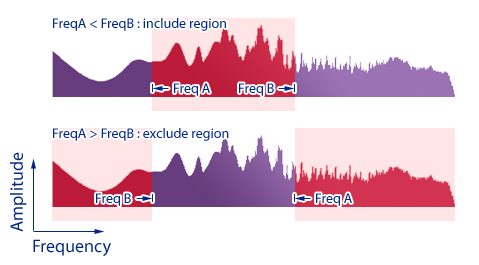 FreqA < FreqB : include region
Freq A Freq B
FreqA > FreqB : exclude region
Freq B Freq A
Amplitude
Frequency